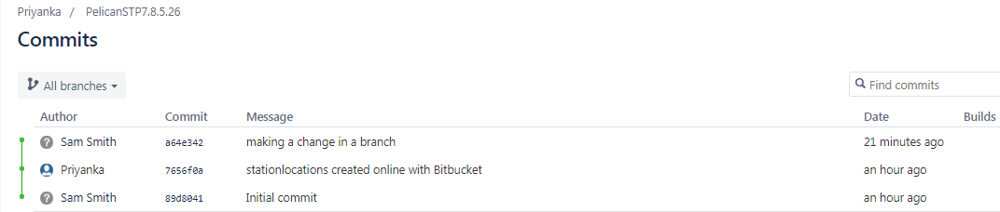 Priyanka / PelicanSTP7.8.5.26
Commits
All branches
Find commits
Author Commit Message Date Builds
? Sam Smith a64e342 making a change in a branch 21 minutes ago
Priyanka 7656f0a stationlocations created online with Bitbucket an hour ago
? Sam Smith 89d8041 Initial commit an hour ago